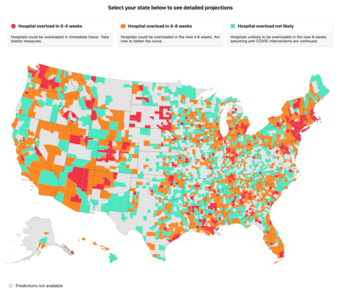 Select your state below to see detailed projections
Hospital overload in 0-4 weeks
Hospitals could be overloaded in immediate future. Take
drastic measures.
Hospital overload in 4-8 weeks
Hospitals could be overloaded in the next 4-8 weeks. Act
now to flatten the curve.
Hospital overload not likely
Hospitals unlikely to be overloaded in the next 8 weeks
assuming anti-COVID interventions are continued.
Predictions not available